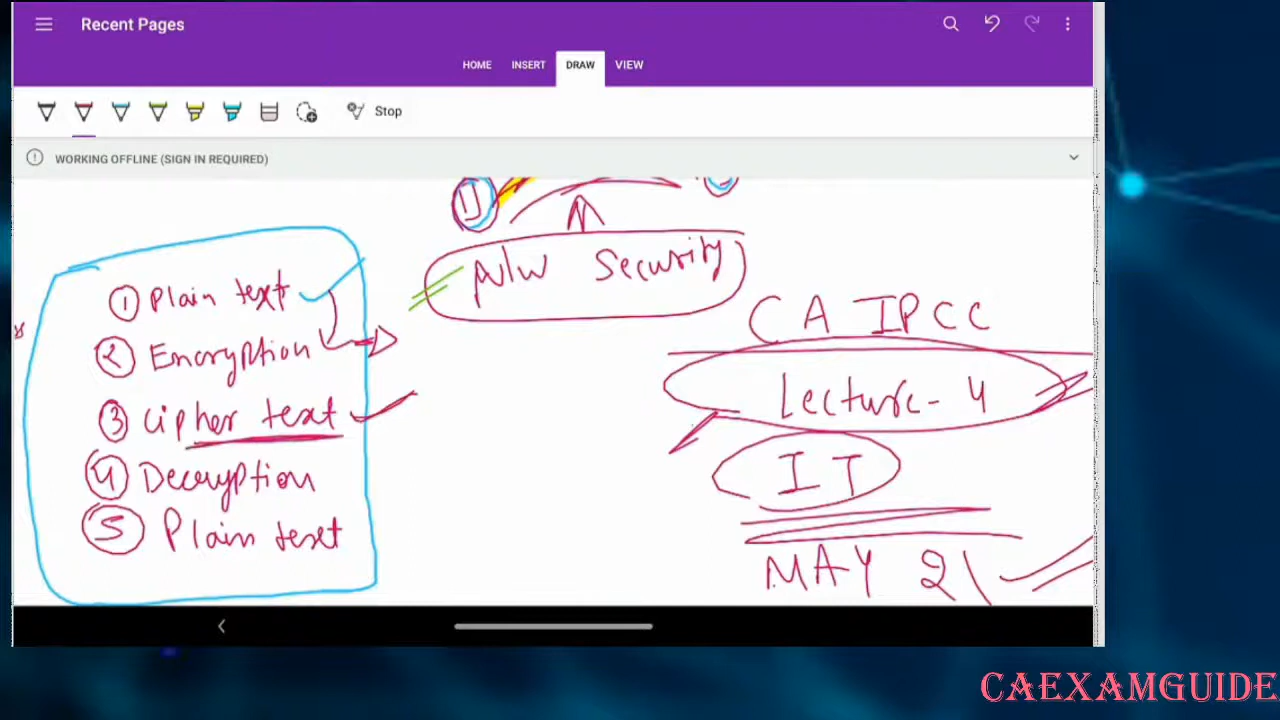 Recent Pages
HOME INSERT DRAW VIEW
Stop
WORKING OFFLINE (SIGN IN REQUIRED)
N/W Security
① Plain text
② Encryption
③ Cipher text
④ Decryption
⑤ Plain text
CA IPCC
Lecture-4
IT
MAY 21
CAEXAMGUIDE